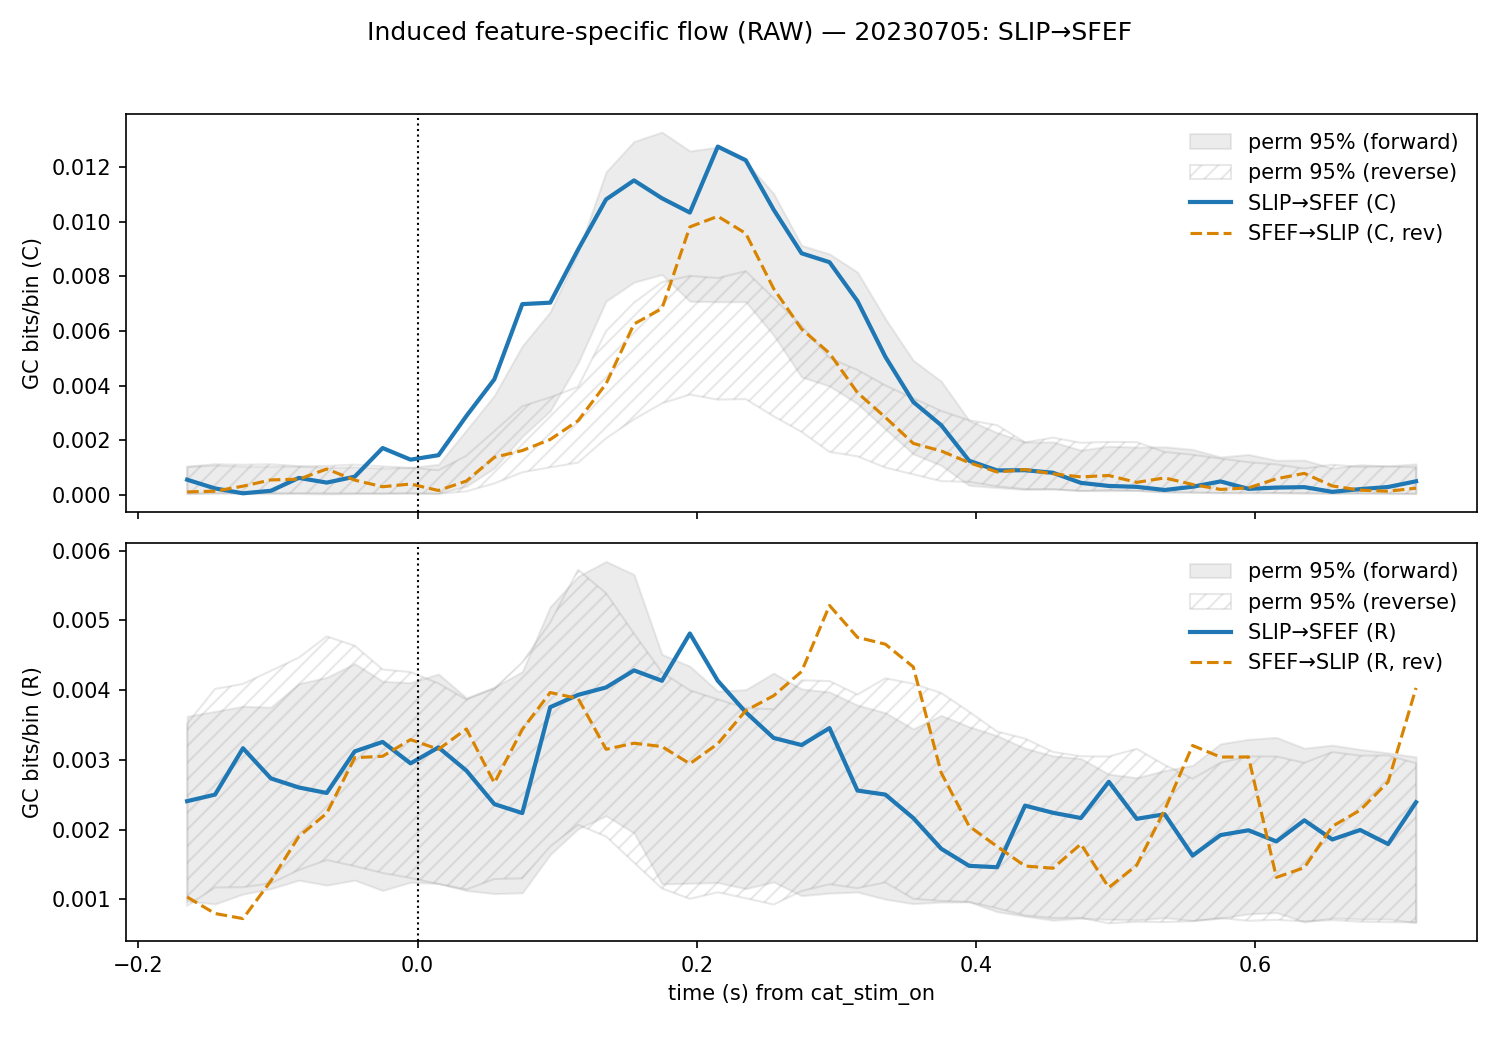 Induced feature-specific flow (RAW) — 20230705: SLIP→SFEF
GC bits/bin (C)
0.012
0.010
0.008
0.006
0.004
0.002
0.000
perm 95% (forward)
perm 95% (reverse)
SLIP→SFEF (C)
SFEF→SLIP (C, rev)
GC bits/bin (R)
0.006
0.005
0.004
0.003
0.002
0.001
perm 95% (forward)
perm 95% (reverse)
SLIP→SFEF (R)
SFEF→SLIP (R, rev)
−0.2 0.0 0.2 0.4 0.6
time (s) from cat_stim_on